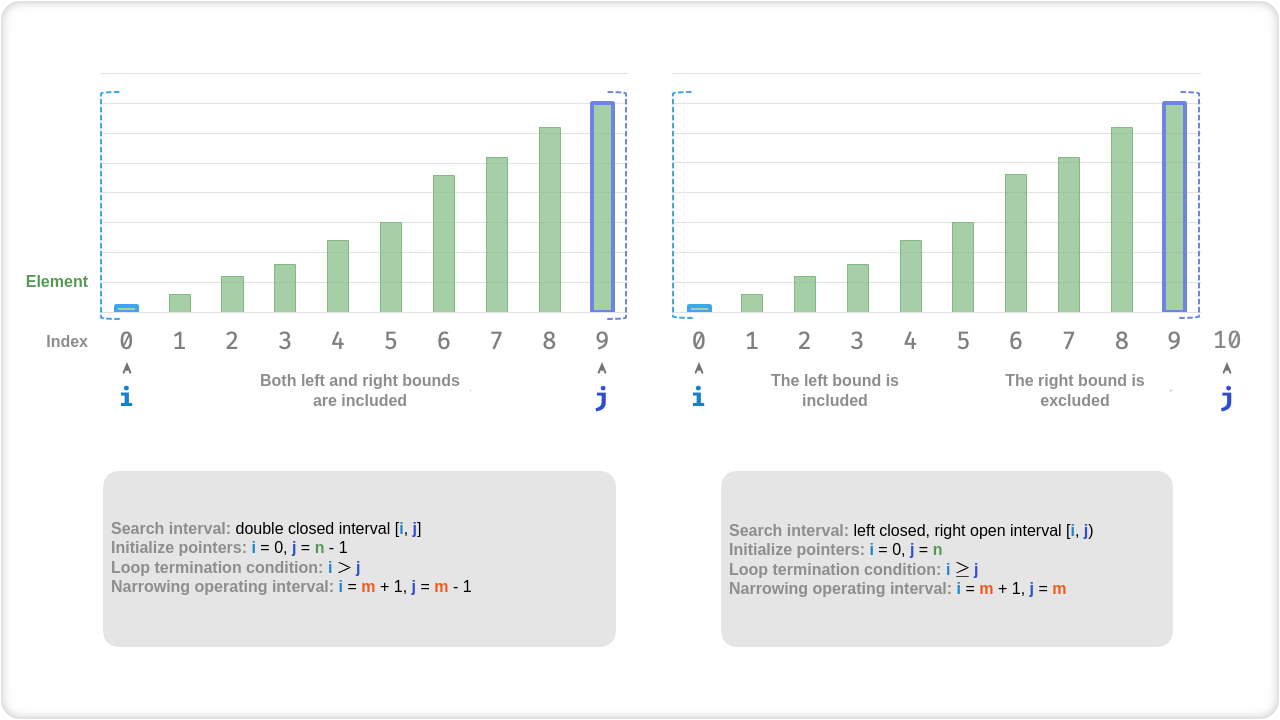 Element
Index
0 1 2 3 4 5 6 7 8 9
i
j
Both left and right bounds
are included
0 1 2 3 4 5 6 7 8 9 10
i
j
The left bound is
included
The right bound is
excluded
Search interval: double closed interval [i, j]
Initialize pointers: i = 0, j = n - 1
Loop termination condition: i > j
Narrowing operating interval: i = m + 1, j = m - 1
Search interval: left closed, right open interval [i, j)
Initialize pointers: i = 0, j = n
Loop termination condition: i ≥ j
Narrowing operating interval: i = m + 1, j = m